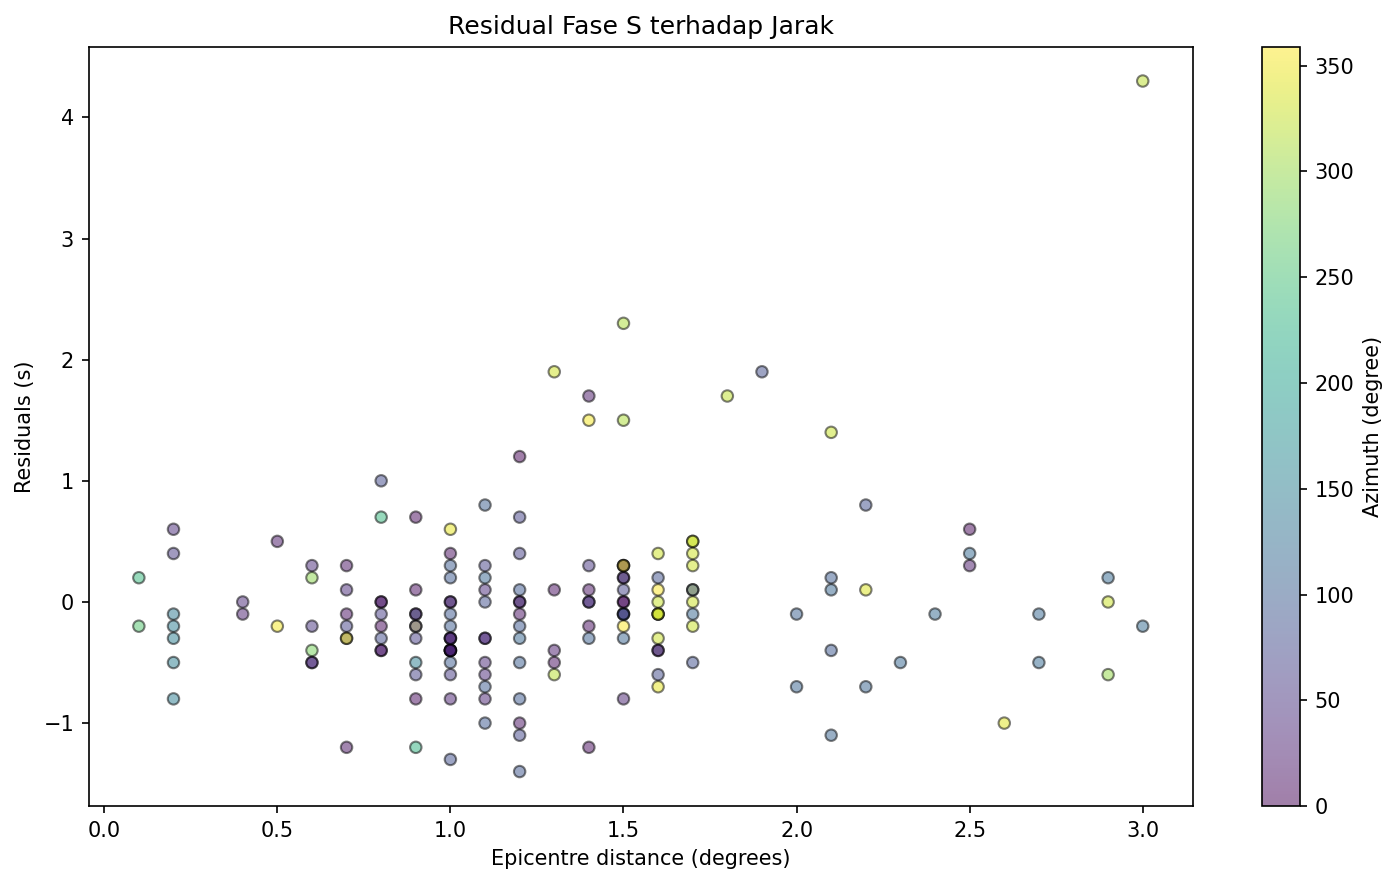 Residual Fase S terhadap Jarak
Residuals (s)
4
3
2
1
0
−1
0.0 0.5 1.0 1.5 2.0 2.5 3.0
Epicentre distance (degrees)
350
300
250
200
150
100
50
0
Azimuth (degree)